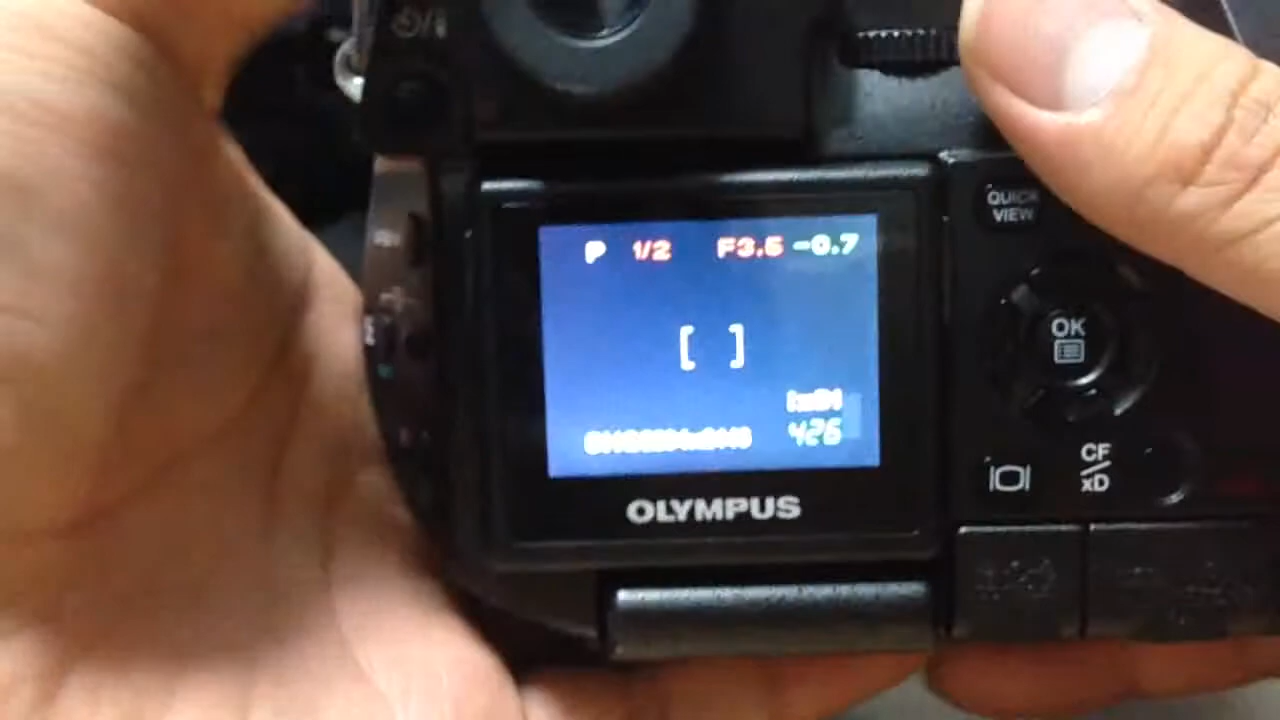 P 1/2 F3.5 -0.7
[ ]
426
OLYMPUS
QUICK
VIEW
OK
CF
xD